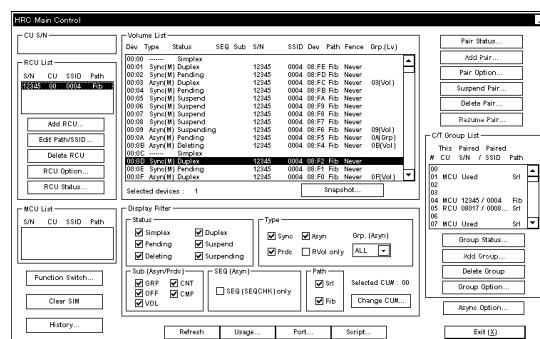 HRC Main Control
CU S/N
RCU List
S/N CU SSID Path
12345 00 0004 Fib
Add RCU...
Edit Path/SSID...
Delete RCU
RCU Option...
RCU Status...
MCU List
S/N CU SSID Path
Function Switch...
Clear SIM
History...
Volume List
Dev Type Status SEQ Sub S/N SSID Dev Path Fence Grp.(Lv)
00:00 ------- Simplex
00:01 Sync(M) Duplex 12345 0004 08:FE Fib Never
00:02 Sync(M) Pending 12345 0004 08:FD Fib Never
00:03 Asyn(M) Duplex 12345 0004 08:FC Fib Never 03(Vol)
00:04 Sync(M) Duplex 12345 0004 08:FB Fib Never
00:05 Sync(M) Suspend 12345 0004 08:FA Fib Never
00:06 Sync(M) Suspend 12345 0004 08:F9 Fib Never
00:07 Sync(M) Suspend 12345 0004
00:08 Sync(M) Suspend 12345 0004
00:09 Asyn(M) Suspending 12345 0004 08:F6 Fib Never 09(Vol)
00:0A Asyn(M) Pending 12345 0004 08:F5 Fib Never 0A(Grp)
00:0B Asyn(M) Deleting 12345 0004 08:F4 Fib Never 0B(Vol)
00:0C ------- Simplex
00:0D Sync(M) Duplex 12345 0004 08:F2 Fib Never
00:0E Sync(M) Pending 12345 0004 08:F1 Fib Never
00:0F Asyn(M) Duplex 12345 0004 08:F0 Fib Never 0F(Vol)
Selected devices : 1
Snapshot...
Display Filter
Status
Simplex Duplex
Pending Suspend
Deleting Suspending
Type
Sync Asyn Grp. (Asyn)
Prdc RVol only ALL
Sub (Asyn/Prdc)
GRP CNT
OFF CMP
VOL
SEQ (Asyn)
SEQ (SEQCHK) only
Path
Srl
Fib
Selected CU# : 00
Change CU#...
Refresh
Usage...
Port...
Script...
Pair Status...
Add Pair...
Pair Option...
Suspend Pair...
Delete Pair...
Resume Pair...
C/T Group List
This Paired Paired
# CU S/N / SSID Path
00
01 MCU Used Srl
02
03
04 MCU 12345 / 0004 Fib
05 RCU 08017 / 0008... Srl
06
07 MCU Used Srl
Group Status...
Add Group...
Delete Group
Group Option...
Async Option...
Exit (X)